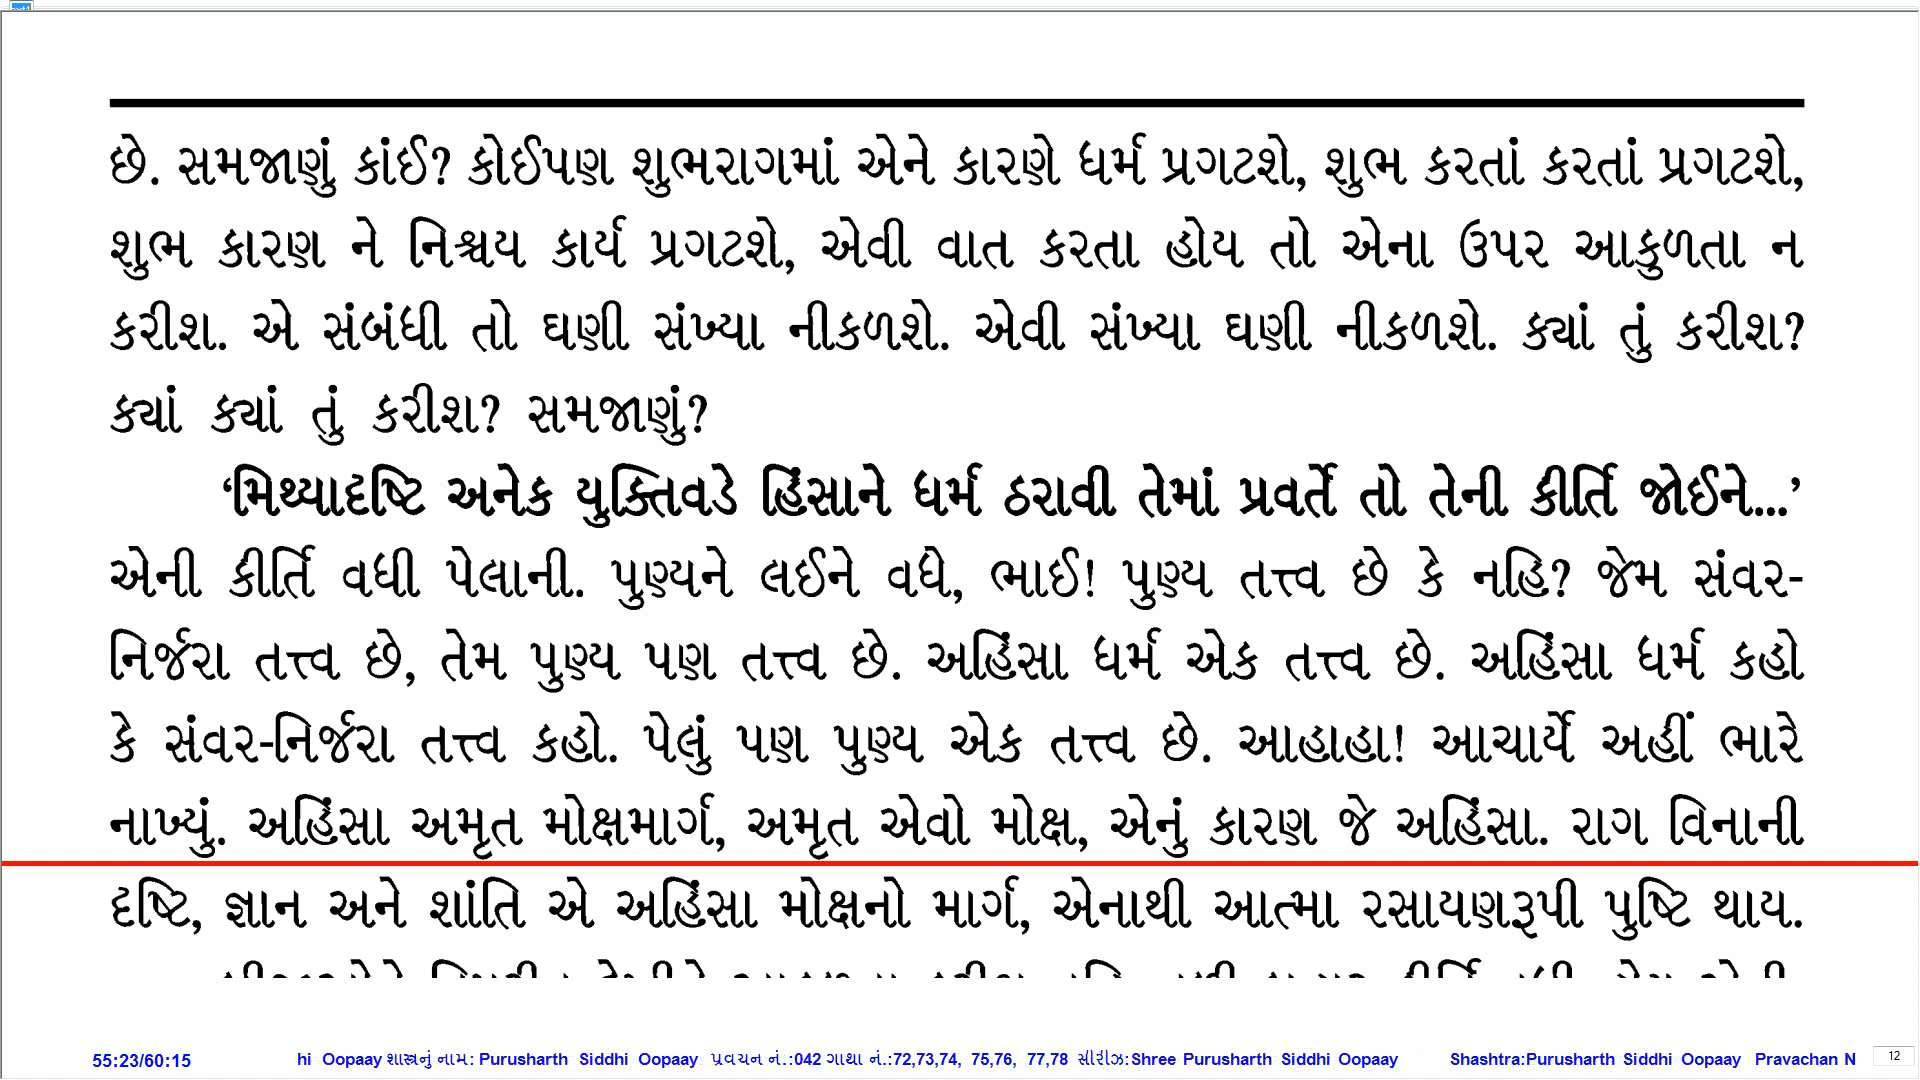 છે. સમજાણું કાંઈ? કોઈપણ શુભરાગમાં એને કારણે ધર્મ પ્રગટશે, શુભ કરતાં કરતાં પ્રગટશે,
શુભ કારણ ને નિશ્ચય કાર્ય પ્રગટશે, એવી વાત કરતા હોય તો એના ઉપર આકુળતા ન
કરીશ. એ સંબંધી તો ઘણી સંખ્યા નીકળશે. એવી સંખ્યા ઘણી નીકળશે. ક્યાં તું કરીશ?
ક્યાં ક્યાં તું કરીશ? સમજાણું?
‘મિથ્યાદષ્ટિ અનેક યુક્તિવડે હિંસાને ધર્મ ઠરાવી તેમાં પ્રવર્તે તો તેની કીર્તિ જોઈને...’
એની કીર્તિ વધી પેલાની. પુણ્યને લઈને વધે, ભાઈ! પુણ્ય તત્ત્વ છે કે નહિ? જેમ સંવર-
નિર્જરા તત્ત્વ છે, તેમ પુણ્ય પણ તત્ત્વ છે. અહિંસા ધર્મ એક તત્ત્વ છે. અહિંસા ધર્મ કહો
કે સંવર-નિર્જરા તત્ત્વ કહો. પેલું પણ પુણ્ય એક તત્ત્વ છે. આહાહા! આચાર્યે અહીં ભારે
નાખ્યું. અહિંસા અમૃત મોક્ષમાર્ગ, અમૃત એવો મોક્ષ, એનું કારણ જે અહિંસા. રાગ વિનાની
દષ્ટિ, જ્ઞાન અને શાંતિ એ અહિંસા મોક્ષનો માર્ગ, એનાથી આત્મા રસાયણરૂપી પુષ્ટિ થાય.
55:23/60:15 hi Oopaay શાસ્ત્રનું નામ: Purusharth Siddhi Oopaay પ્રવચન નં.:042 ગાથા નં.:72,73,74, 75,76, 77,78 સીરીઝ:Shree Purusharth Siddhi Oopaay Shashtra:Purusharth Siddhi Oopaay Pravachan N 12